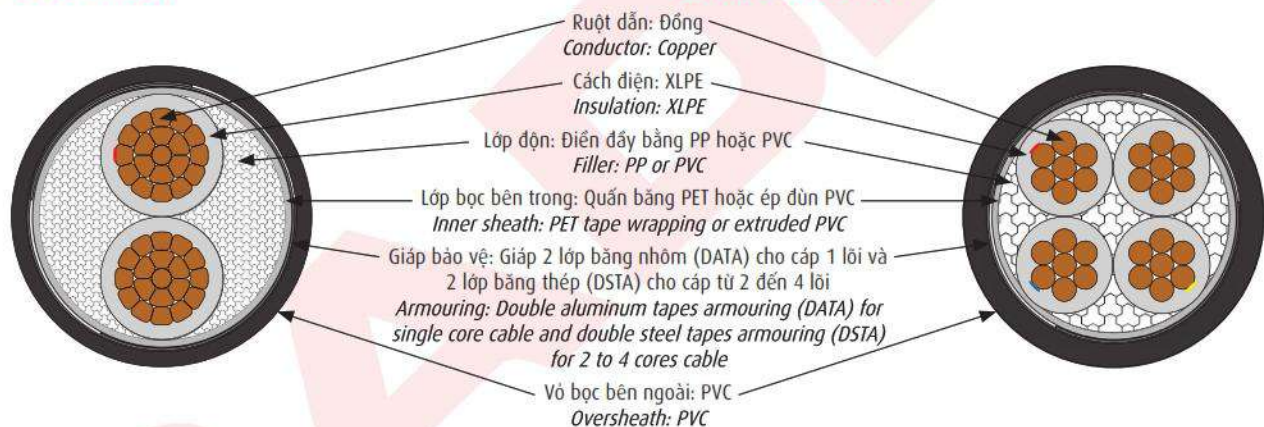 Ruột dẫn: Đồng
Conductor: Copper
Cách điện: XLPE
Insulation: XLPE
Lớp độn: Điền đầy bằng PP hoặc PVC
Filler: PP or PVC
Lớp bọc bên trong: Quấn băng PET hoặc ép đùn PVC
Inner sheath: PET tape wrapping or extruded PVC
Giáp bảo vệ: Giáp 2 lớp băng nhôm (DATA) cho cáp 1 lõi và
2 lớp băng thép (DSTA) cho cáp từ 2 đến 4 lõi
Armouring: Double aluminum tapes armouring (DATA) for
single core cable and double steel tapes armouring (DSTA)
for 2 to 4 cores cable
Vỏ bọc bên ngoài: PVC
Oversheath: PVC